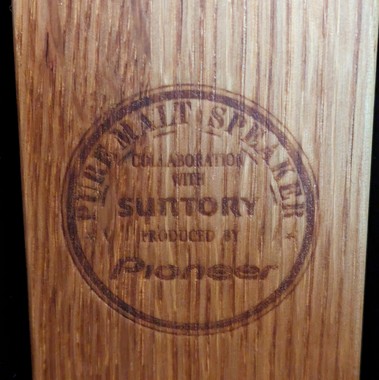 PURE MALT SPEAKER
COLLABORATION
WITH
SUNTORY
PRODUCED BY
Pioneer